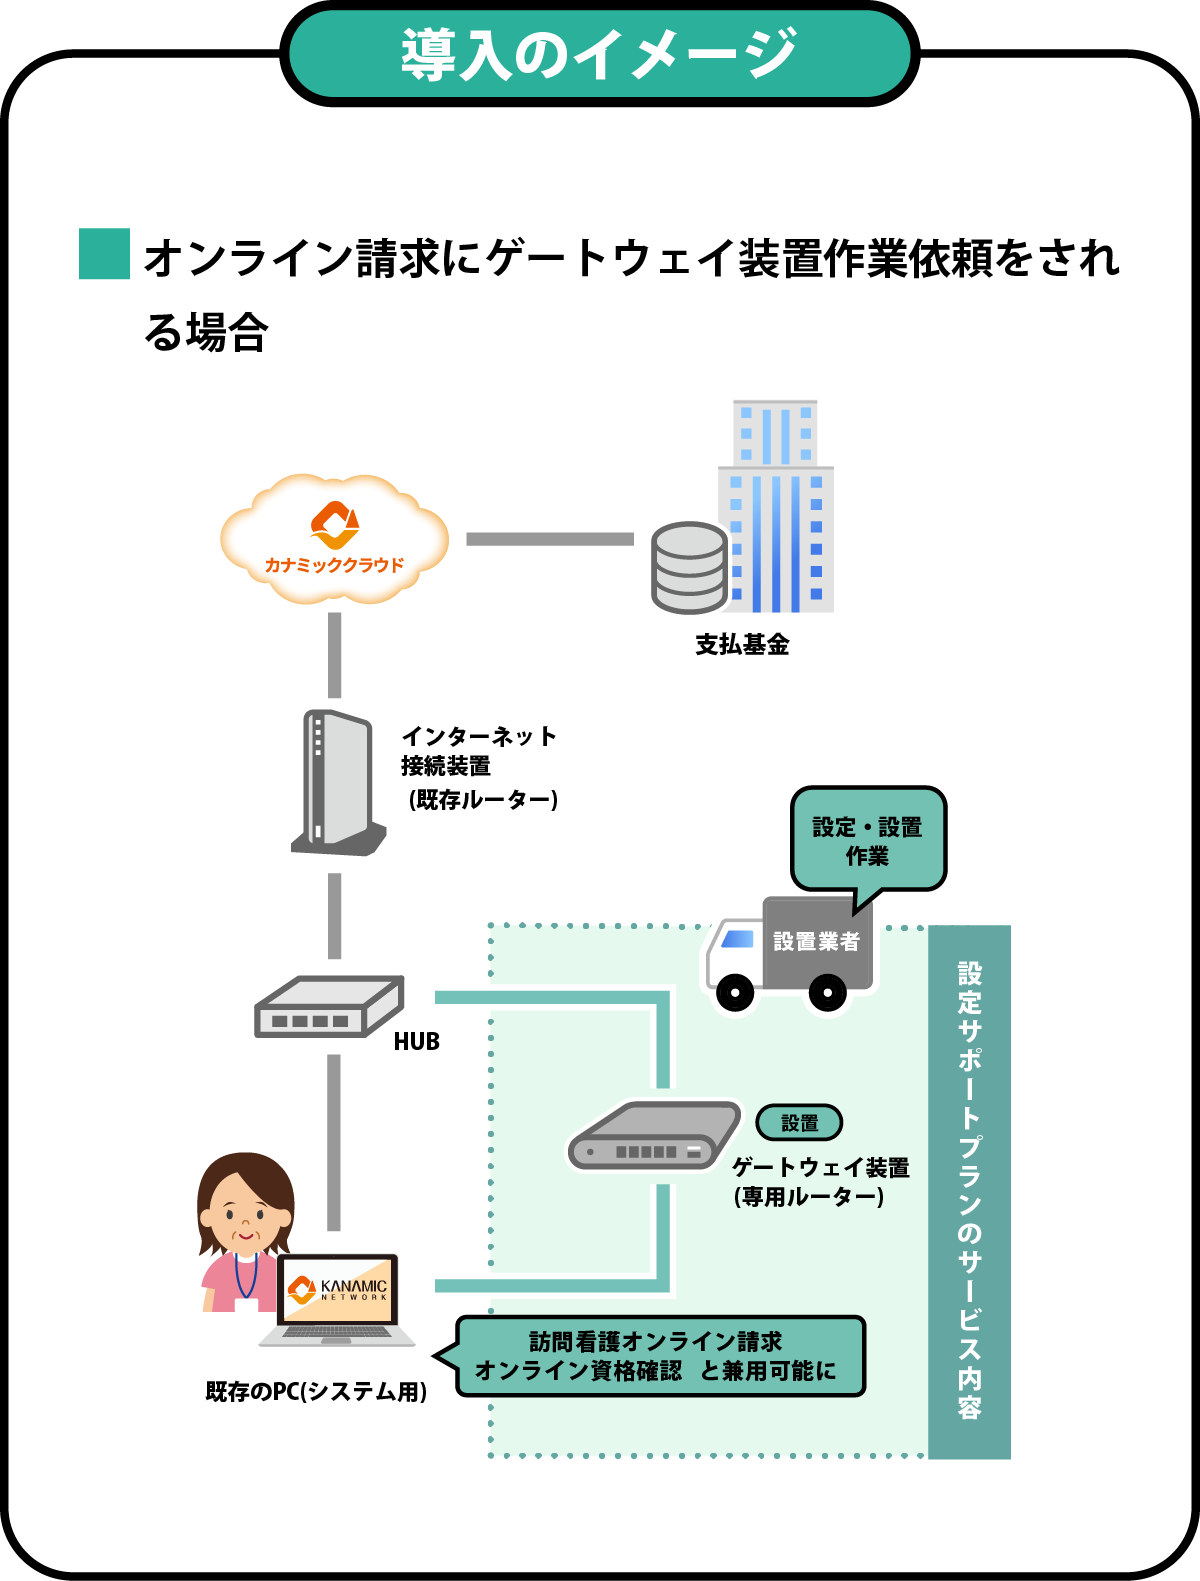 導入のイメージ
オンライン請求にゲートウェイ装置作業依頼をされ
る場合
カナミッククラウド
支払基金
インターネット
接続装置
(既存ルーター)
設定・設置
作業
設置業者
HUB
設置
ゲートウェイ装置
(専用ルーター)
設定サポートプランのサービス内容
KANAMIC
NETWORK
訪問看護オンライン請求
オンライン資格確認 と兼用可能に
既存のPC(システム用)